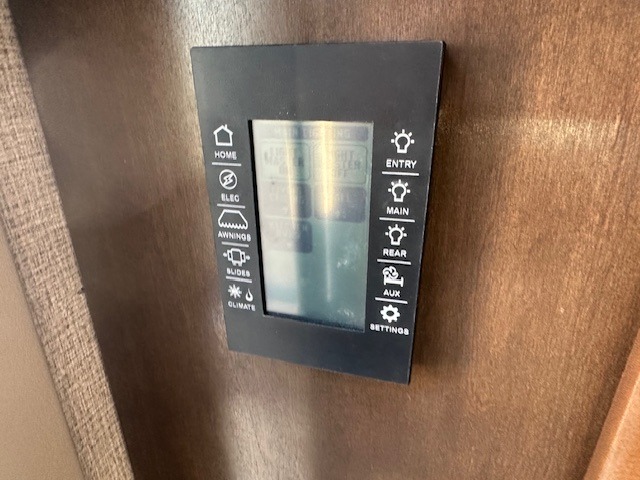 HOME
ELEC
AWNINGS
SLIDES
CLIMATE
ENTRY
MAIN
REAR
AUX
SETTINGS